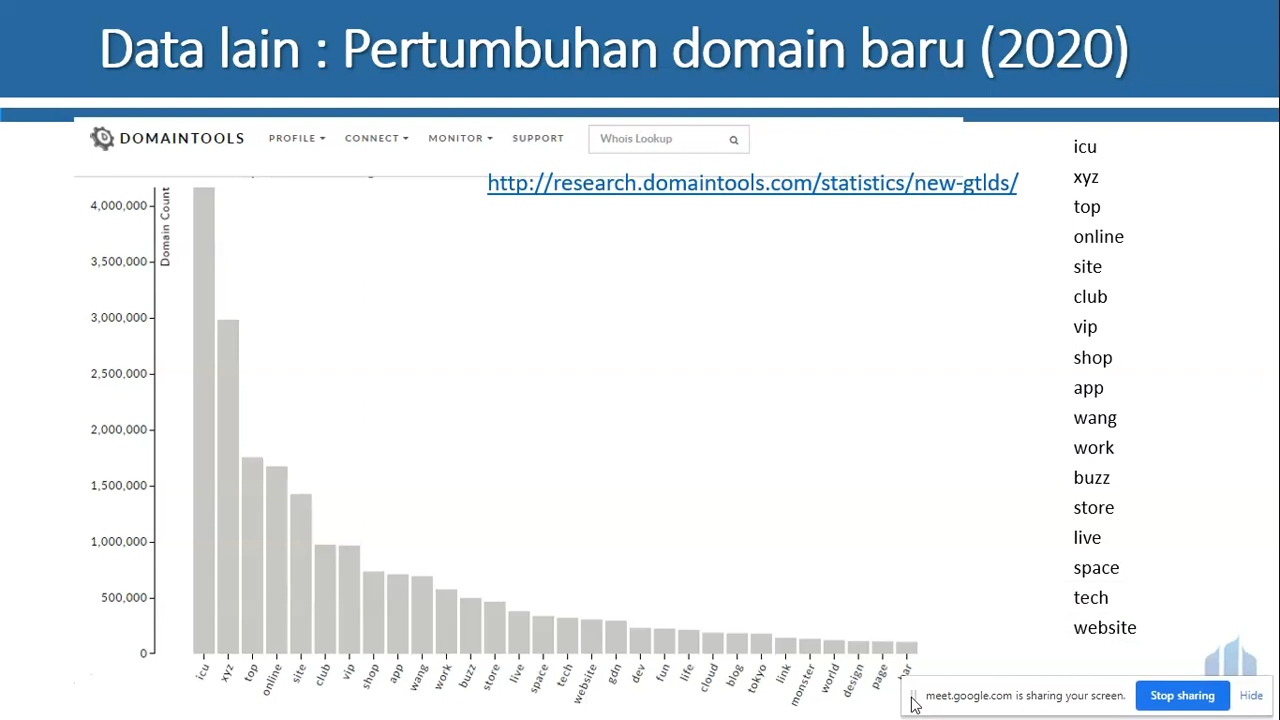 Data lain : Pertumbuhan domain baru (2020)
DOMAINTOOLS PROFILE CONNECT MONITOR SUPPORT Whois Lookup
http://research.domaintools.com/statistics/new-gtlds/
Domain Count
4,000,000
3,500,000
3,000,000
2,500,000
2,000,000
1,500,000
1,000,000
500,000
0
icu xyz top online site club vip shop app wang work buzz store live space tech website gdn dev fun life cloud blog tokyo link monster world design page bar
icu
xyz
top
online
site
club
vip
shop
app
wang
work
buzz
store
live
space
tech
website
meet.google.com is sharing your screen. Stop sharing Hide